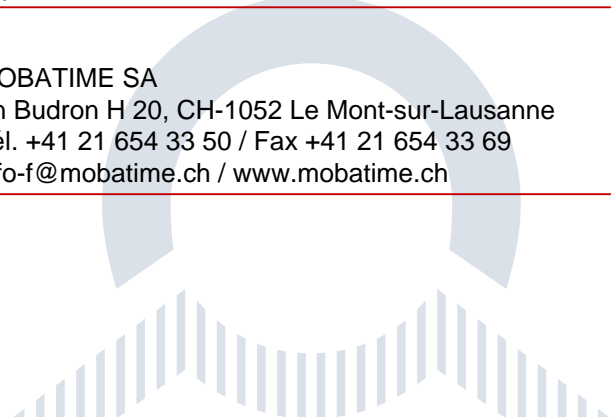 OBATIME SA
n Budron H 20, CH-1052 Le Mont-sur-Lausanne
él. +41 21 654 33 50 / Fax +41 21 654 33 69
fo-f@mobatime.ch / www.mobatime.ch